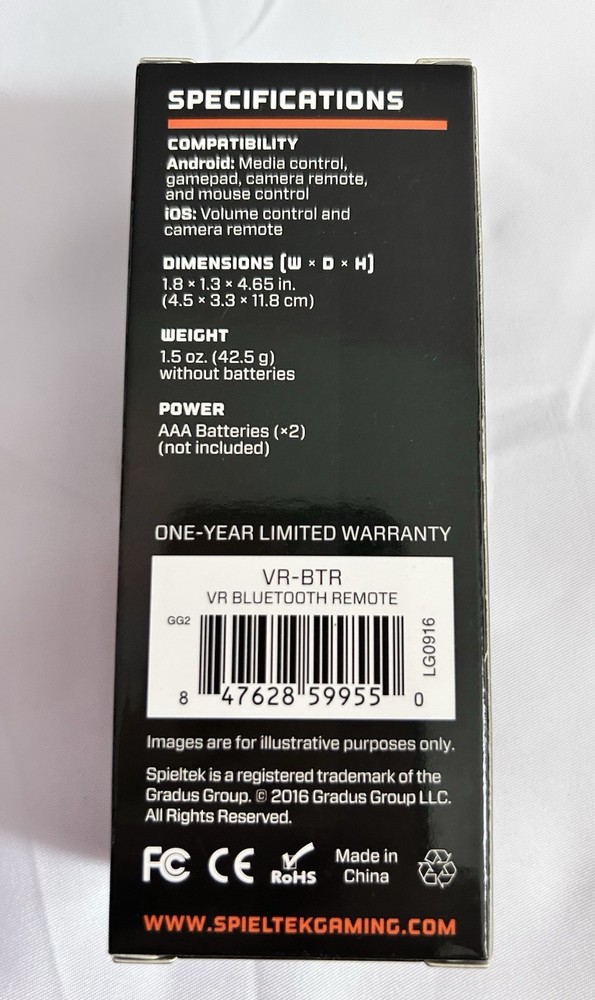 SPECIFICATIONS
COMPATIBILITY
Android: Media control,
gamepad, camera remote,
and mouse control
iOS: Volume control and
camera remote
DIMENSIONS (W × D × H)
1.8 × 1.3 × 4.65 in.
(4.5 × 3.3 × 11.8 cm)
WEIGHT
1.5 oz. (42.5 g)
without batteries
POWER
AAA Batteries (×2)
(not included)
ONE-YEAR LIMITED WARRANTY
VR-BTR
VR BLUETOOTH REMOTE
GG2
LG0916
8 47628 59955 0
Images are for illustrative purposes only.
Spieltek is a registered trademark of the
Gradus Group. © 2016 Gradus Group LLC.
All Rights Reserved.
FC CE RoHS Made in
China
WWW.SPIELTEKGAMING.COM